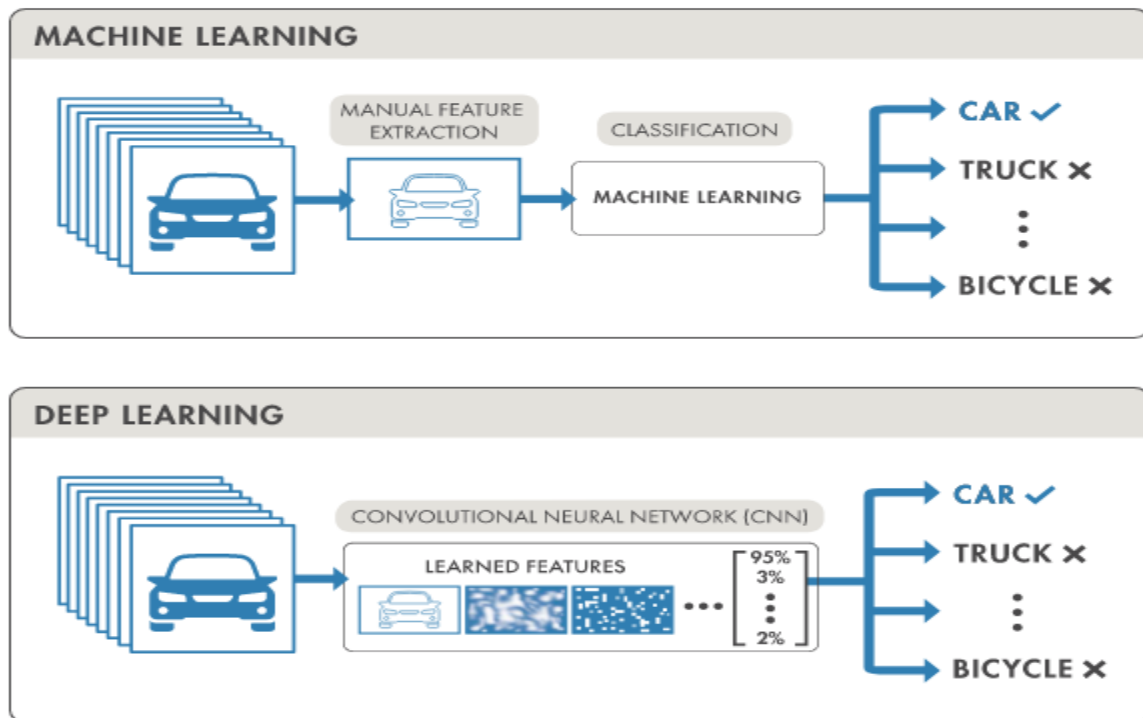 MACHINE LEARNING
MANUAL FEATURE
EXTRACTION
CLASSIFICATION
MACHINE LEARNING
CAR ✓
TRUCK ×
⋮
BICYCLE ×
DEEP LEARNING
CONVOLUTIONAL NEURAL NETWORK (CNN)
LEARNED FEATURES
•••
95%
3%
⋮
2%
CAR ✓
TRUCK ×
⋮
BICYCLE ×